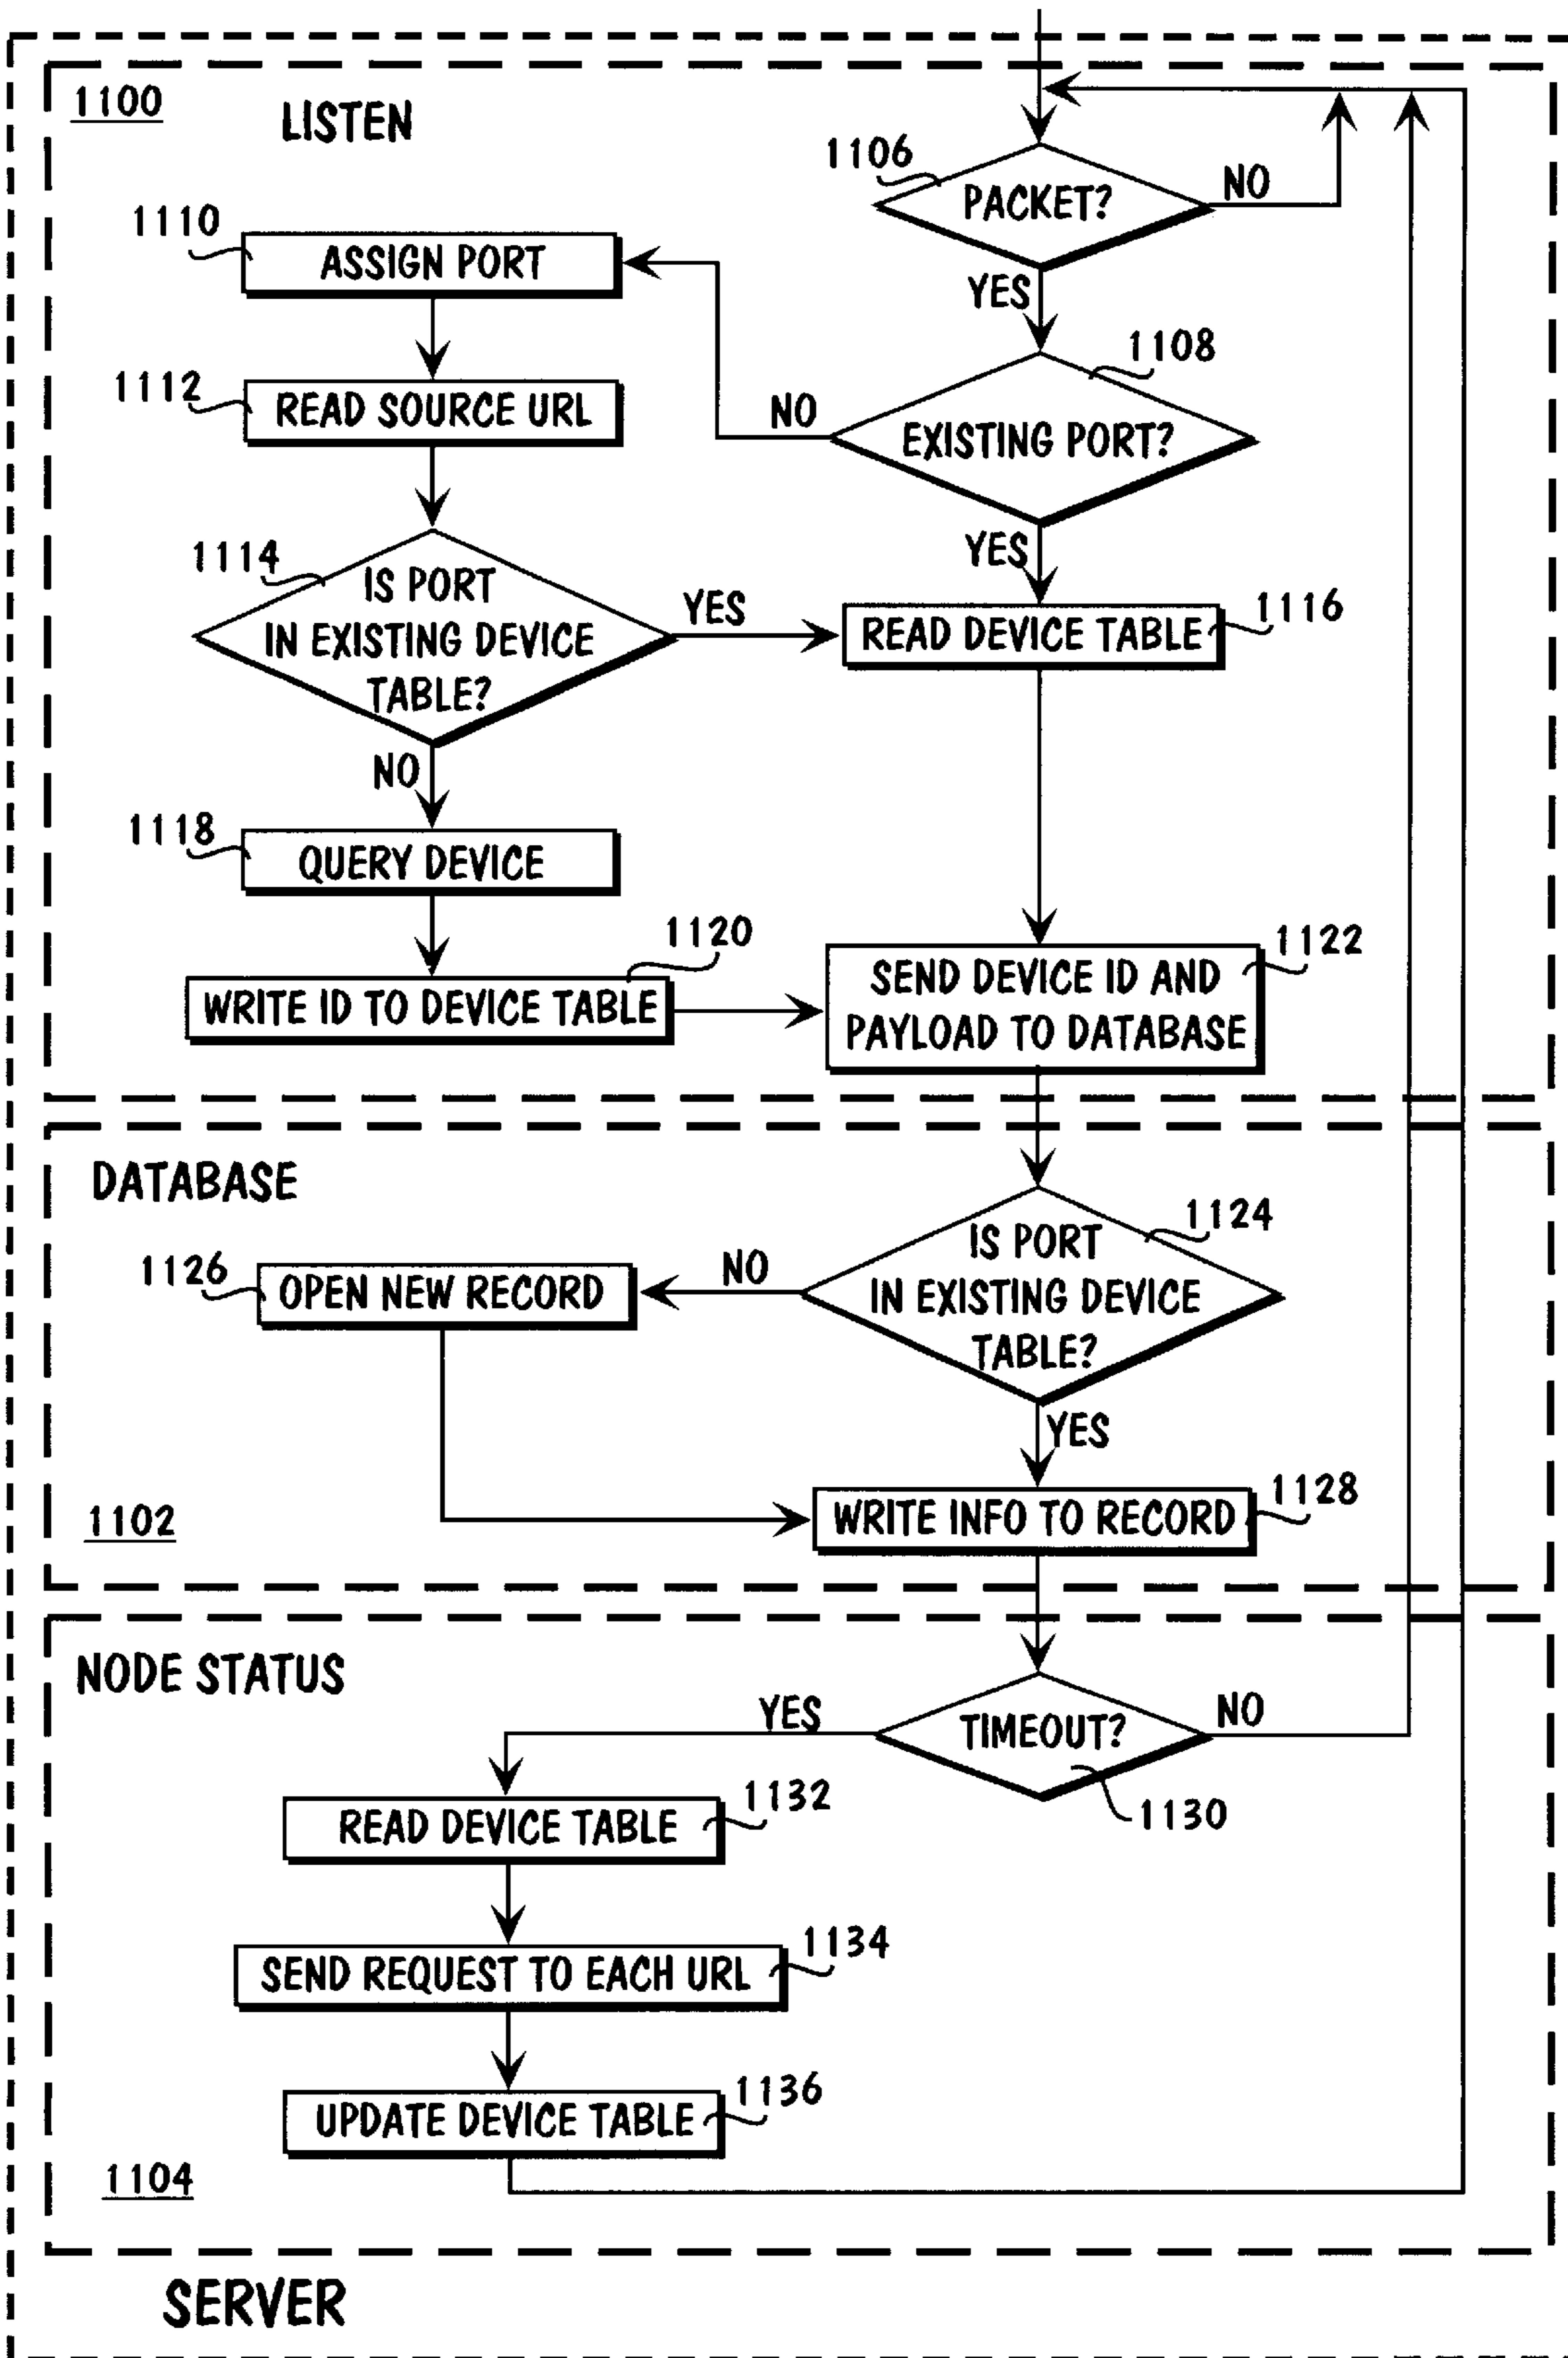 1100
LISTEN
1106
PACKET?
NO
1110
ASSIGN PORT
YES
1108
1112
READ SOURCE URL
NO
EXISTING PORT?
1114
IS PORT
IN EXISTING DEVICE
TABLE?
YES
YES
READ DEVICE TABLE
1116
NO
1118
QUERY DEVICE
1120
WRITE ID TO DEVICE TABLE
1122
SEND DEVICE ID AND
PAYLOAD TO DATABASE
DATABASE
1124
IS PORT
IN EXISTING DEVICE
TABLE?
1126
OPEN NEW RECORD
NO
YES
1128
WRITE INFO TO RECORD
1102
NODE STATUS
YES
TIMEOUT?
NO
1130
1132
READ DEVICE TABLE
1134
SEND REQUEST TO EACH URL
1136
UPDATE DEVICE TABLE
1104
SERVER